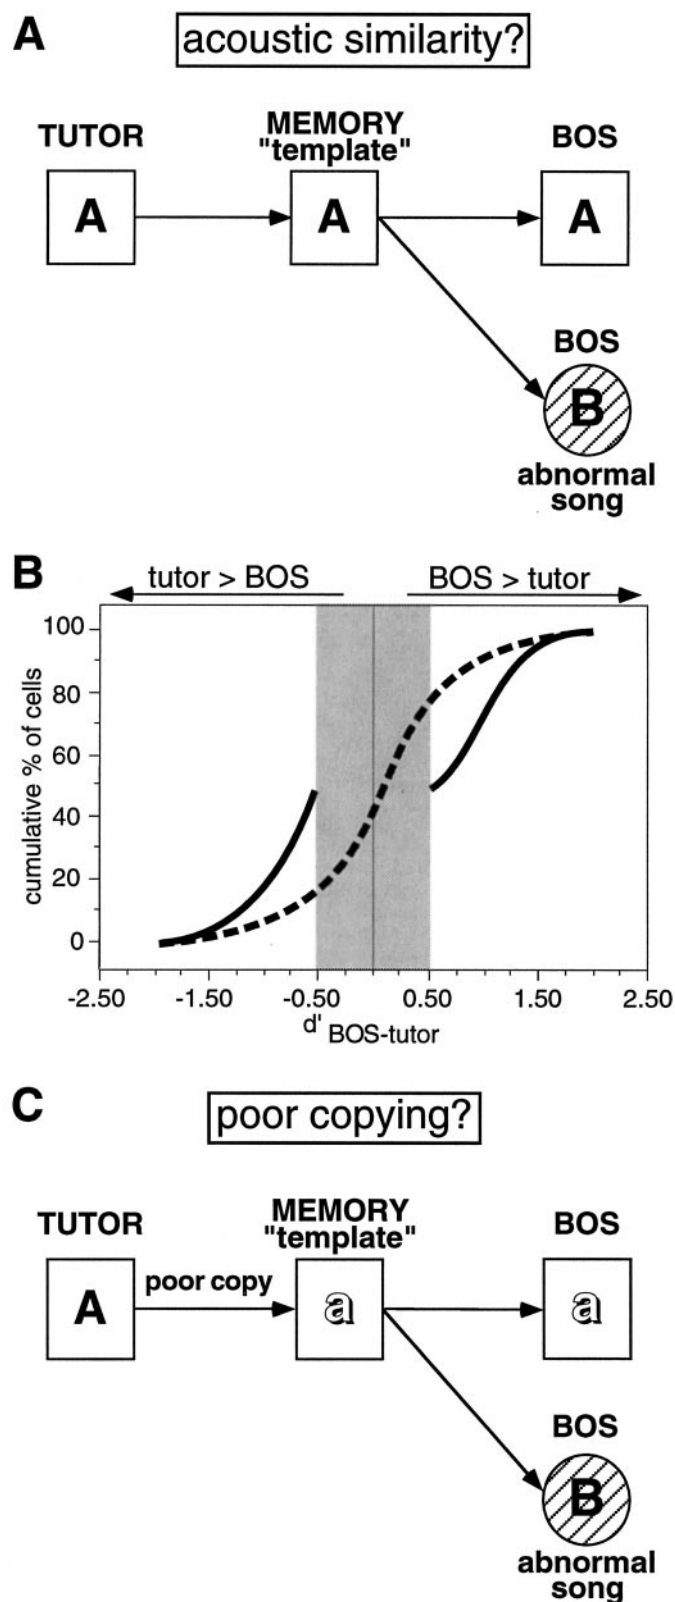 A
acoustic similarity?
TUTOR
MEMORY
"template"
BOS
A
A
A
BOS
B
abnormal
song
B
tutor > BOS
BOS > tutor
100
80
60
40
20
0
cumulative % of cells
-2.50
-1.50
-0.50
0.50
1.50
2.50
d' BOS-tutor
C
poor copying?
TUTOR
MEMORY
"template"
BOS
A
poor copy
a
a
BOS
B
abnormal
song